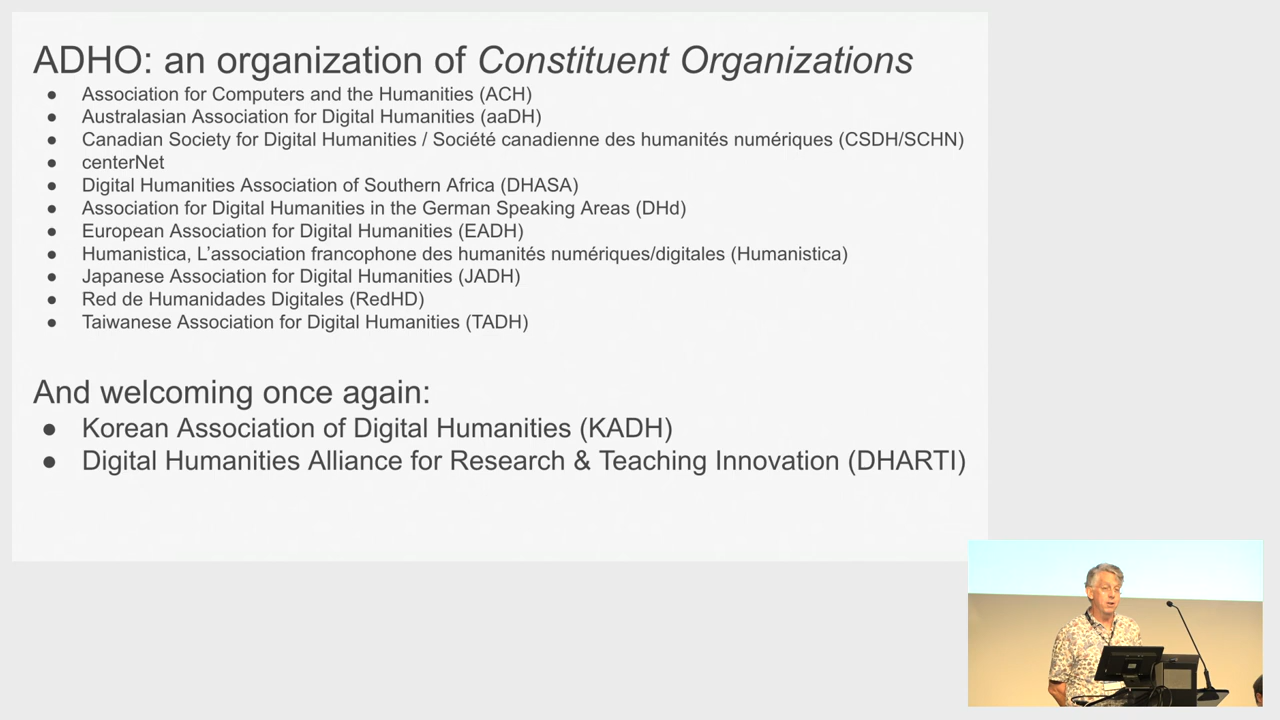 ADHO: an organization of Constituent Organizations
● Association for Computers and the Humanities (ACH)
● Australasian Association for Digital Humanities (aaDH)
● Canadian Society for Digital Humanities / Société canadienne des humanités numériques (CSDH/SCHN)
● centerNet
● Digital Humanities Association of Southern Africa (DHASA)
● Association for Digital Humanities in the German Speaking Areas (DHd)
● European Association for Digital Humanities (EADH)
● Humanistica, L’association francophone des humanités numériques/digitales (Humanistica)
● Japanese Association for Digital Humanities (JADH)
● Red de Humanidades Digitales (RedHD)
● Taiwanese Association for Digital Humanities (TADH)
And welcoming once again:
● Korean Association of Digital Humanities (KADH)
● Digital Humanities Alliance for Research & Teaching Innovation (DHARTI)